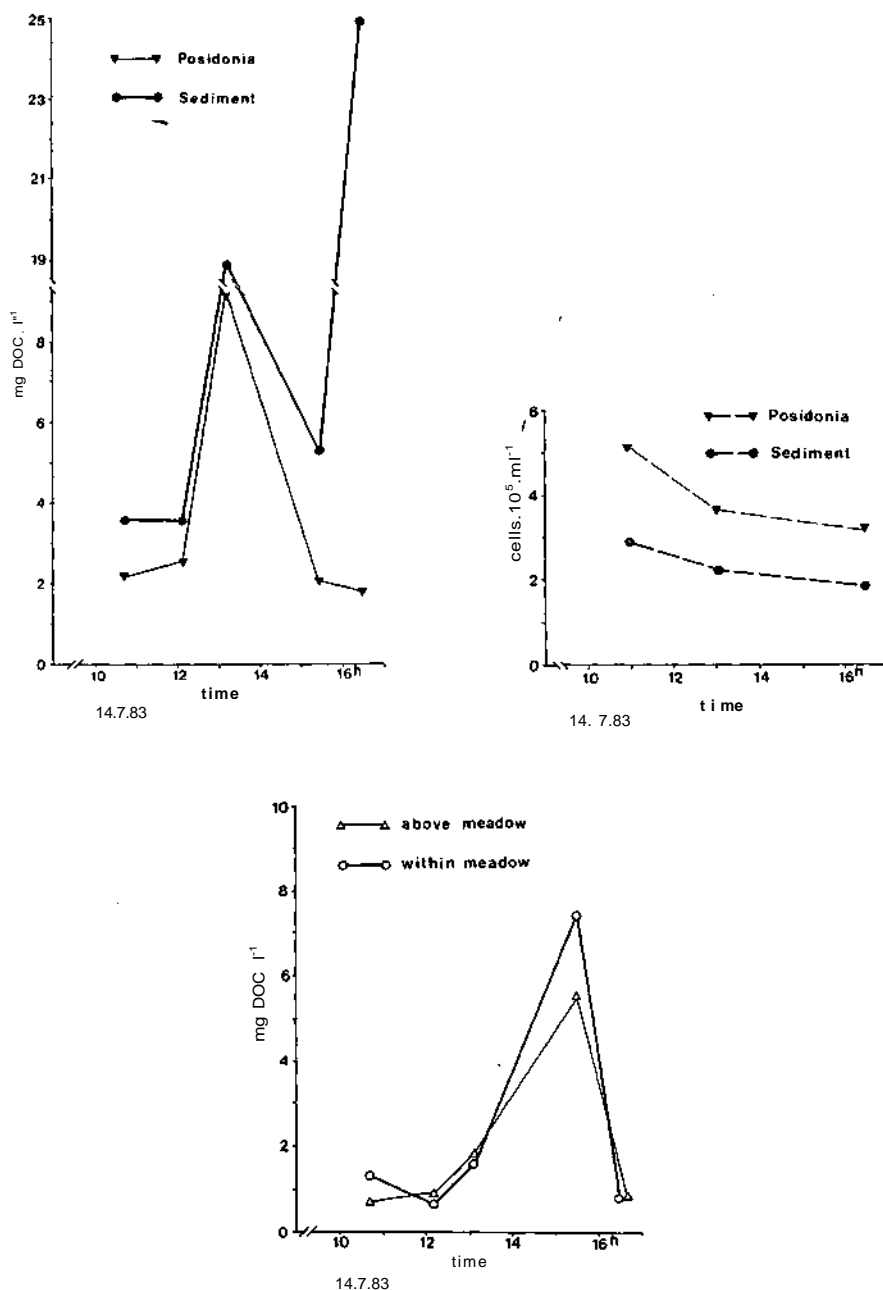 25
23
21
19
8
6
4
2
0
mg DOC. l"¹
Posidonia
Sediment
10 12 14 16h
time
14.7.83
6
4
2
0
cells.10⁵.ml⁻¹
Posidonia
Sediment
10 12 14 16h
time
14. 7.83
10
8
6
4
2
0
mg DOC l⁻¹
above meadow
within meadow
10 12 14 16h
time
14.7.83